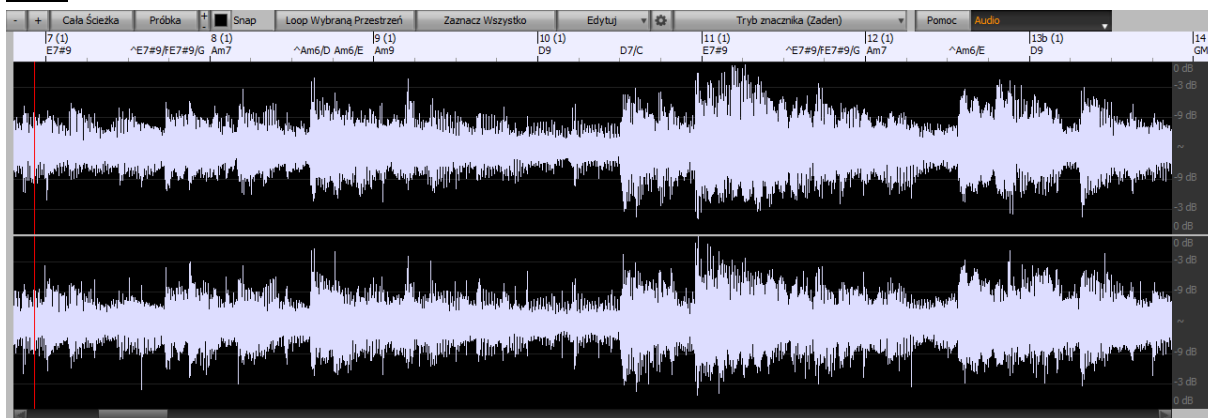 - + Cała Ścieżka Próbka + - Snap Loop Wybraną Przestrzeń Zaznacz Wszystko Edytuj Tryb znacznika (Żaden) Pomoc Audio
7 (1) 8 (1) 9 (1) 10 (1) 11 (1) 12 (1) 13b (1) 14
E7#9 ^E7#9/FE7#9/G Am7 ^Am6/D Am6/E Am9 D9 D7/C E7#9 ^E7#9/FE7#9/G Am7 ^Am6/E D9 GM
0 dB
-3 dB
-9 dB
~
-9 dB
-3 dB
0 dB
0 dB
-3 dB
-9 dB
~
-9 dB
-3 dB
0 dB